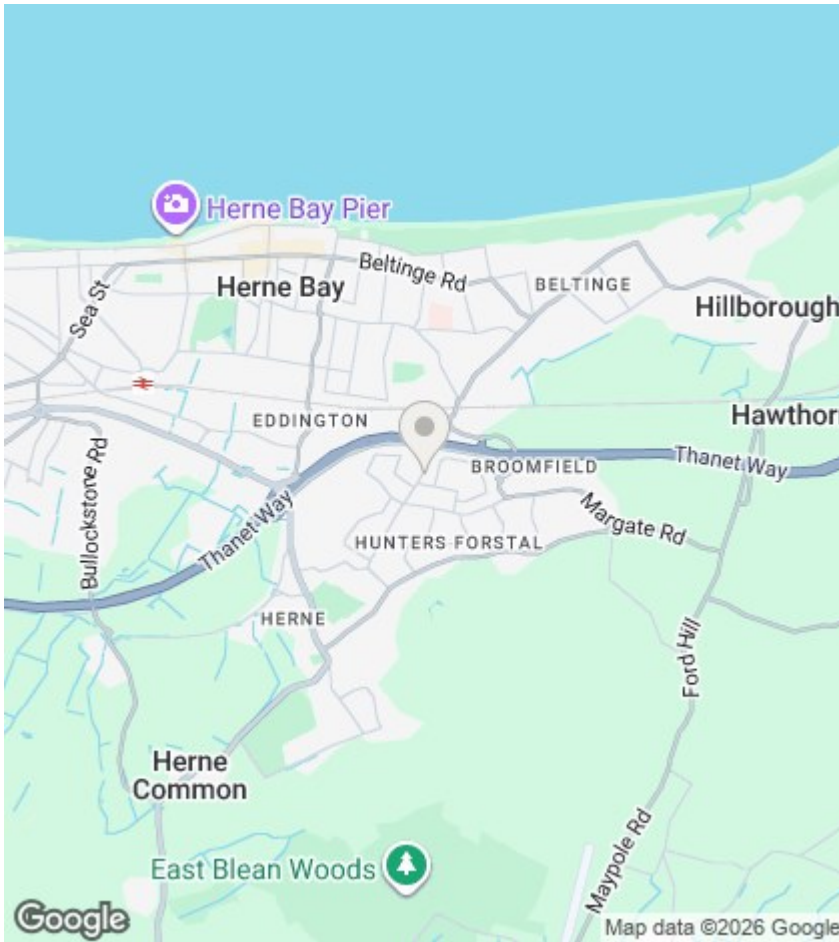 Herne Bay Pier
Beltinge Rd
Sea St
Herne Bay
BELTINGE
Hillborough
EDDINGTON
Hawthorn
Bullockstone Rd
BROOMFIELD
Thanet Way
Thanet Way
Margate Rd
HUNTERS FORSTAL
HERNE
Ford Hill
Herne
Common
Maypole Rd
East Blean Woods
Google
Map data ©2026 Google